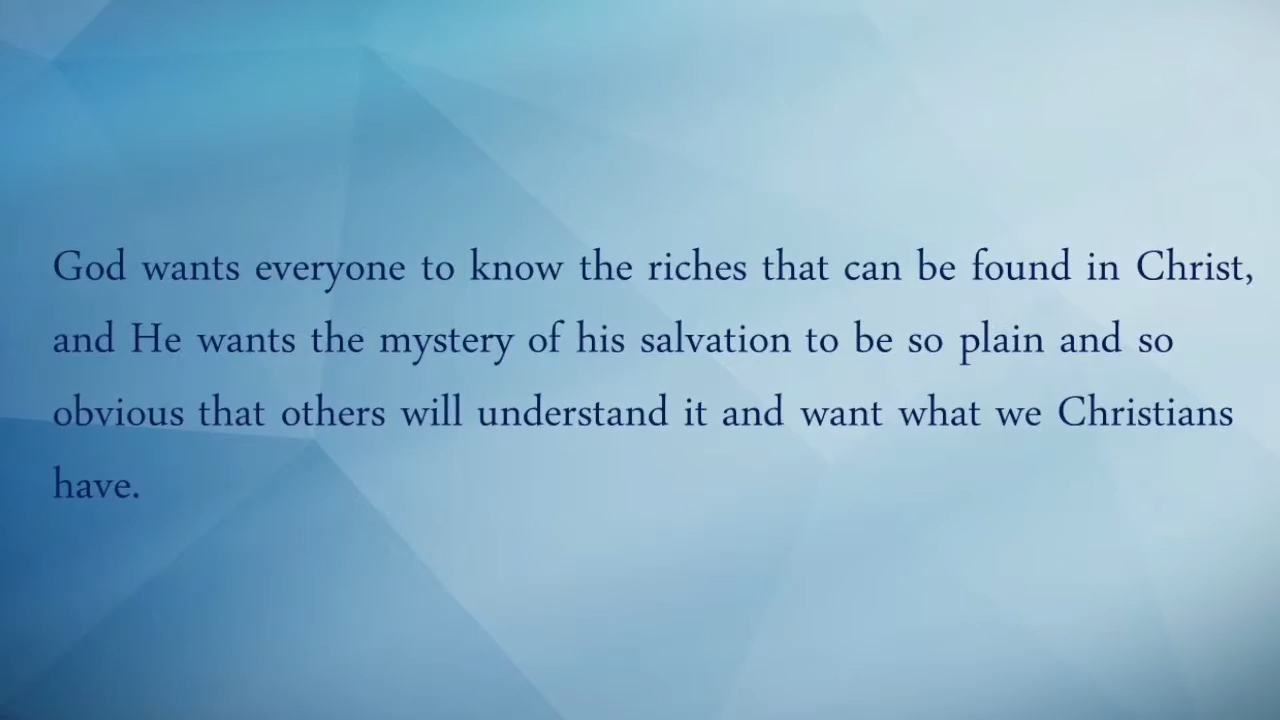 God wants everyone to know the riches that can be found in Christ,
and He wants the mystery of his salvation to be so plain and so
obvious that others will understand it and want what we Christians
have.